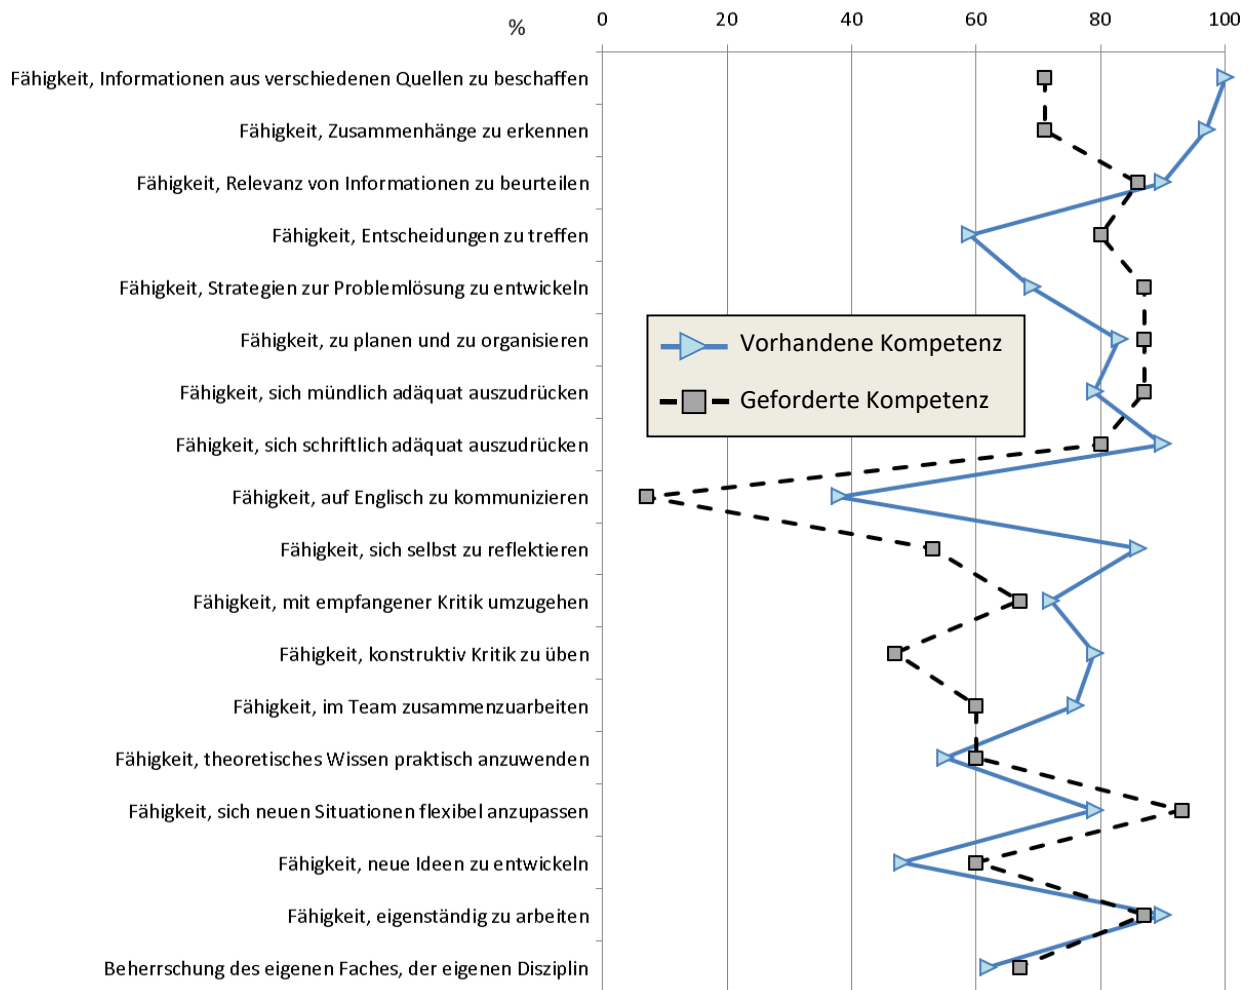 % 0 20 40 60 80 100
Fähigkeit, Informationen aus verschiedenen Quellen zu beschaffen
Fähigkeit, Zusammenhänge zu erkennen
Fähigkeit, Relevanz von Informationen zu beurteilen
Fähigkeit, Entscheidungen zu treffen
Fähigkeit, Strategien zur Problemlösung zu entwickeln
Fähigkeit, zu planen und zu organisieren
Vorhandene Kompetenz
Fähigkeit, sich mündlich adäquat auszudrücken
Geforderte Kompetenz
Fähigkeit, sich schriftlich adäquat auszudrücken
Fähigkeit, auf Englisch zu kommunizieren
Fähigkeit, sich selbst zu reflektieren
Fähigkeit, mit empfangener Kritik umzugehen
Fähigkeit, konstruktiv Kritik zu üben
Fähigkeit, im Team zusammenzuarbeiten
Fähigkeit, theoretisches Wissen praktisch anzuwenden
Fähigkeit, sich neuen Situationen flexibel anzupassen
Fähigkeit, neue Ideen zu entwickeln
Fähigkeit, eigenständig zu arbeiten
Beherrschung des eigenen Faches, der eigenen Disziplin